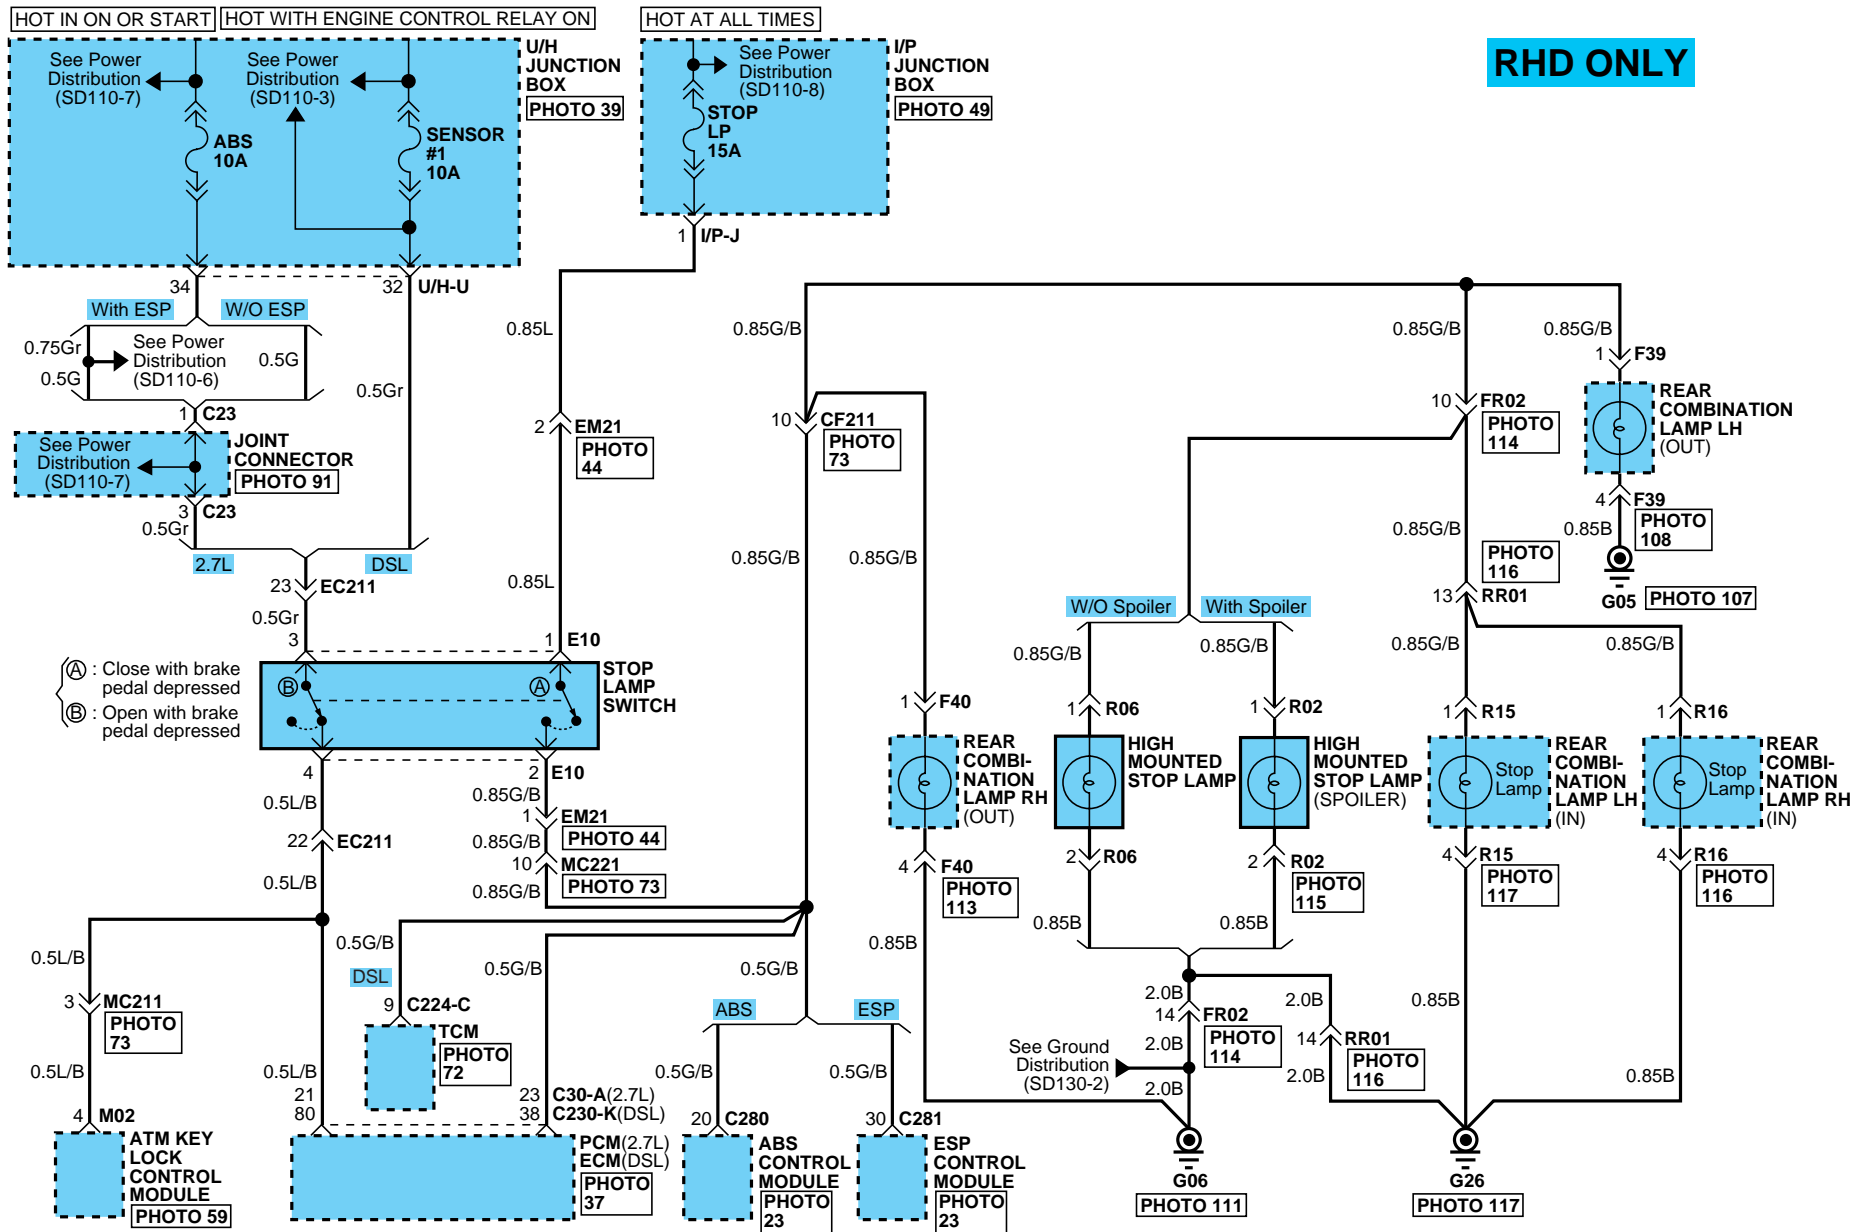 HOT IN ON OR START
HOT WITH ENGINE CONTROL RELAY ON
HOT AT ALL TIMES
RHD ONLY
See Power
Distribution
(SD110-7)
ABS
10A
See Power
Distribution
(SD110-3)
SENSOR
#1
10A
U/H
JUNCTION
BOX
PHOTO 39
See Power
Distribution
(SD110-8)
STOP
LP
15A
I/P
JUNCTION
BOX
PHOTO 49
1 I/P-J
34
32 U/H-U
With ESP
W/O ESP
0.75Gr
0.5G
See Power
Distribution
(SD110-6)
0.5G
0.5Gr
1 C23
See Power
Distribution
(SD110-7)
JOINT
CONNECTOR
PHOTO 91
3 C23
0.5Gr
2.7L
DSL
23 EC211
0.5Gr
3
0.85L
2 EM21
PHOTO
44
0.85L
1 E10
A : Close with brake
pedal depressed
B : Open with brake
pedal depressed
B
A
STOP
LAMP
SWITCH
4
2 E10
0.5L/B
22 EC211
0.5L/B
0.85G/B
1 EM21
PHOTO 44
0.85G/B
10 MC221
PHOTO 73
0.85G/B
0.5L/B
3 MC211
PHOTO
73
0.5L/B
4 M02
ATM KEY
LOCK
CONTROL
MODULE
PHOTO 59
0.5G/B
DSL
9 C224-C
TCM
PHOTO
72
0.5L/B
21
80
0.5G/B
23 C30-A(2.7L)
38 C230-K(DSL)
PCM(2.7L)
ECM(DSL)
PHOTO
37
0.5G/B
ABS
ESP
0.5G/B
20 C280
ABS
CONTROL
MODULE
PHOTO
23
0.5G/B
30 C281
ESP
CONTROL
MODULE
PHOTO
23
0.85G/B
10 CF211
PHOTO
73
0.85G/B
0.85G/B
1 F40
REAR
COMBI-
NATION
LAMP RH
(OUT)
4 F40
PHOTO
113
0.85B
0.85G/B
10 FR02
PHOTO
114
0.85G/B
1 F39
REAR
COMBINATION
LAMP LH
(OUT)
4 F39
PHOTO
108
0.85B
G05 PHOTO 107
0.85G/B
PHOTO
116
13 RR01
W/O Spoiler
With Spoiler
0.85G/B
1 R06
HIGH
MOUNTED
STOP LAMP
2 R06
0.85B
0.85G/B
1 R02
HIGH
MOUNTED
STOP LAMP
(SPOILER)
2 R02
PHOTO
115
0.85B
0.85G/B
1 R15
Stop
Lamp
REAR
COMBI-
NATION
LAMP LH
(IN)
4 R15
PHOTO
117
0.85B
0.85G/B
1 R16
Stop
Lamp
REAR
COMBI-
NATION
LAMP RH
(IN)
4 R16
PHOTO
116
0.85B
2.0B
14 FR02
PHOTO
114
2.0B
See Ground
Distribution
(SD130-2)
2.0B
2.0B
14 RR01
PHOTO
116
2.0B
G06
PHOTO 111
G26
PHOTO 117